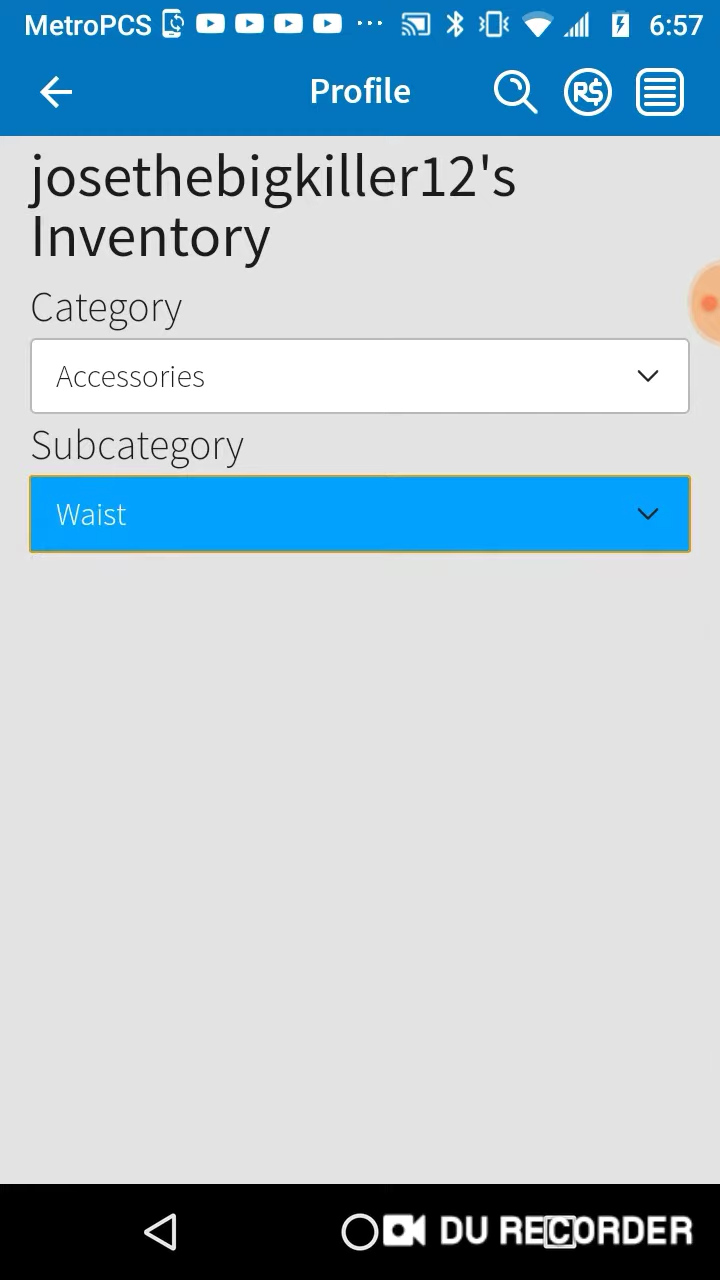 MetroPCS 6:57
Profile R$
josethebigkiller12's
Inventory
Category
Accessories
Subcategory
Waist
DU RECORDER